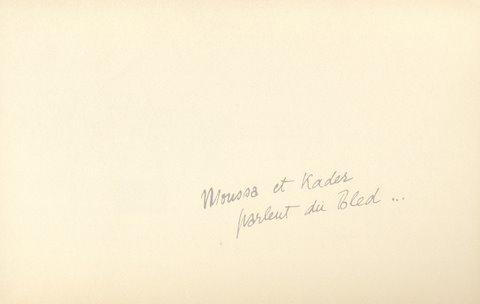 Moussa et Kader
parlent du Bled ...